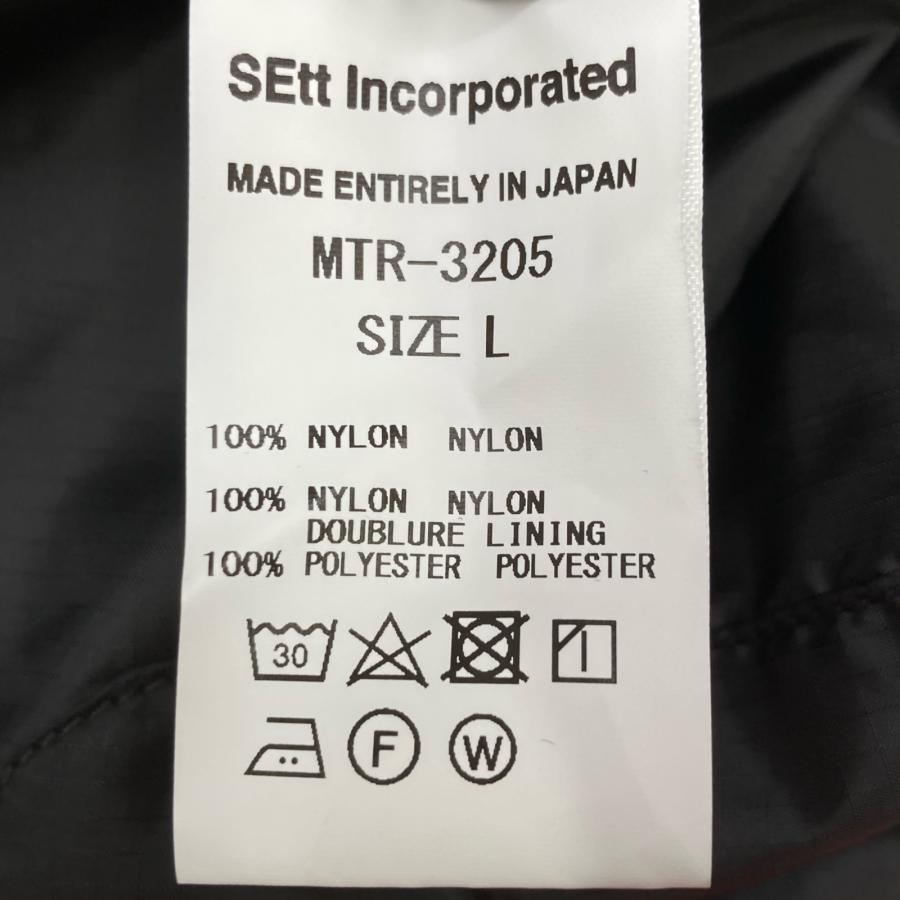 SEtt Incorporated
MADE ENTIRELY IN JAPAN
MTR-3205
SIZE L
100% NYLON NYLON
100% NYLON NYLON
DOUBLURE LINING
100% POLYESTER POLYESTER
30
F W